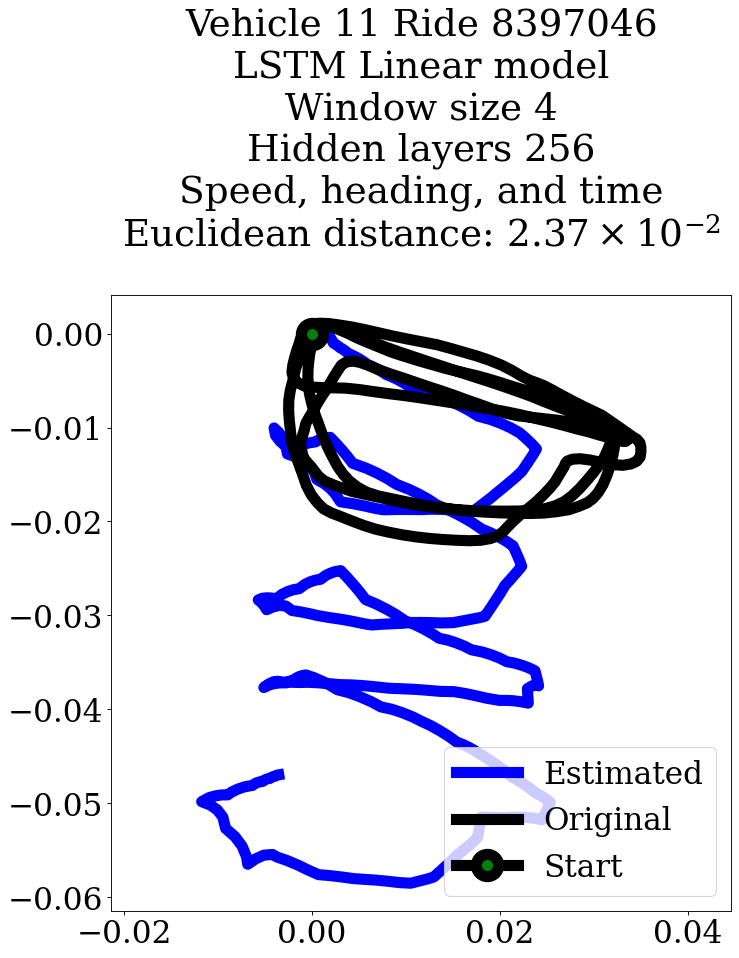 Vehicle 11 Ride 8397046
LSTM Linear model
Window size 4
Hidden layers 256
Speed, heading, and time
Euclidean distance: 2.37 × 10⁻²
0.00
−0.01
−0.02
−0.03
−0.04
−0.05
−0.06
Estimated
Original
Start
−0.02
0.00
0.02
0.04